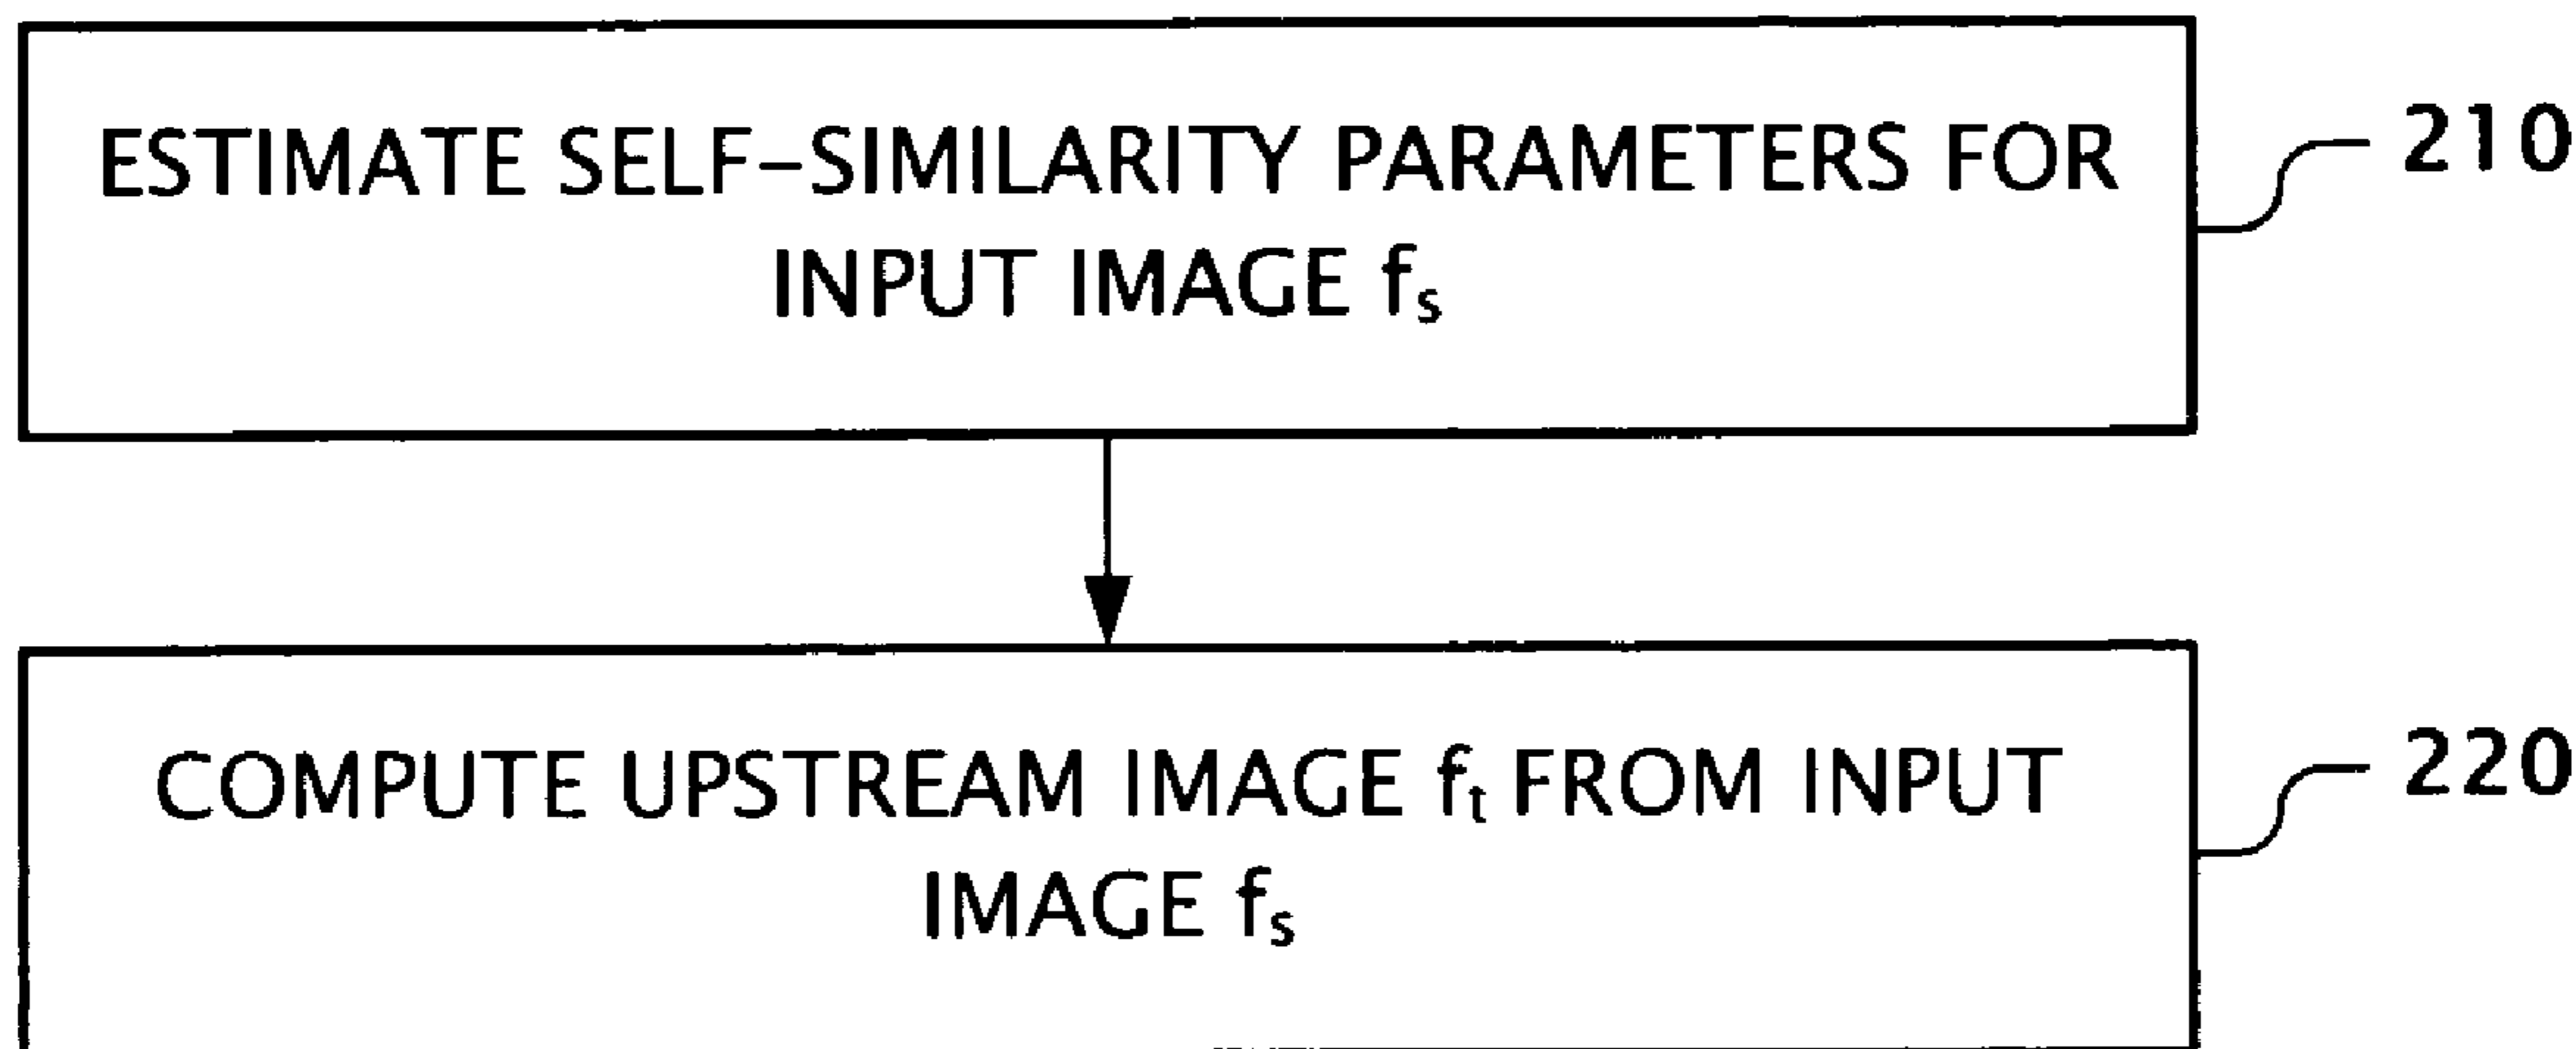 ESTIMATE SELF-SIMILARITY PARAMETERS FOR
INPUT IMAGE fₛ
210
COMPUTE UPSTREAM IMAGE fₜ FROM INPUT
IMAGE fₛ
220